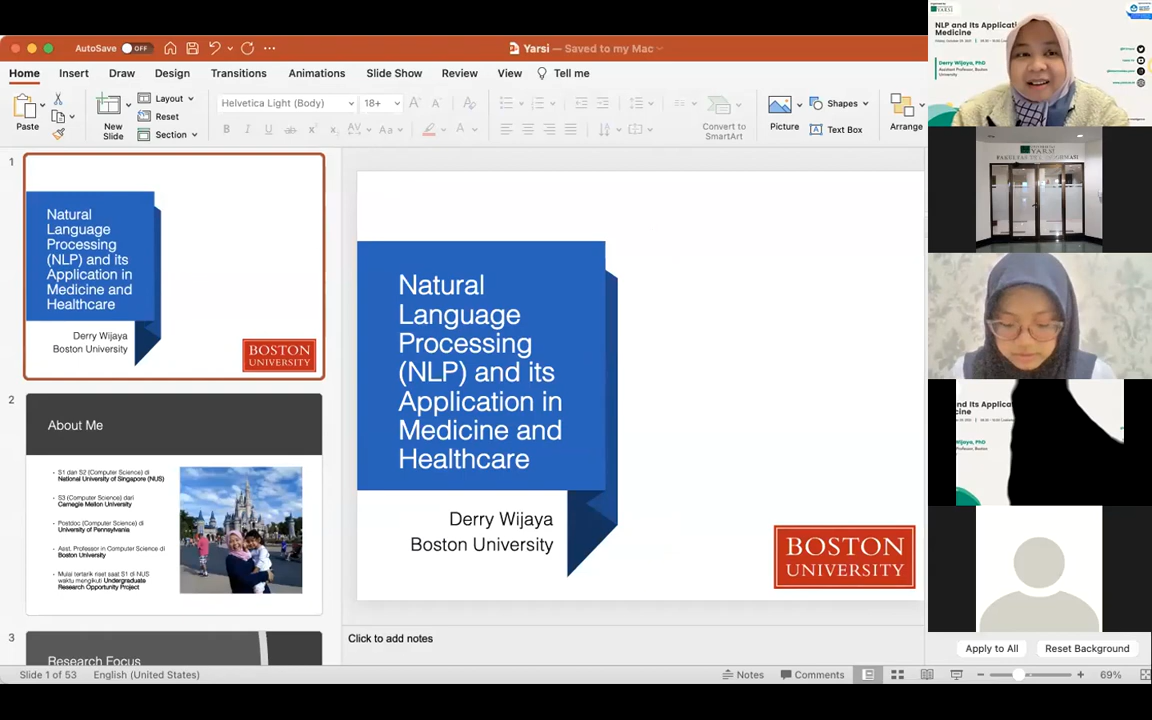 AutoSave
OFF
Yarsi — Saved to my Mac
Home
Insert
Draw
Design
Transitions
Animations
Slide Show
Review
View
Tell me
Paste
New
Slide
Layout
Reset
Section
Helvetica Light (Body)
18+
Convert to
SmartArt
Picture
Shapes
Text Box
Arrange
1
Natural
Language
Processing
(NLP) and its
Application in
Medicine and
Healthcare
Derry Wijaya
Boston University
BOSTON
UNIVERSITY
2
About Me
S1 dan S2 (Computer Science) di
National University of Singapore (NUS)
S3 (Computer Science) dari
Carnegie Mellon University
Postdoc (Computer Science) di
University of Pennsylvania
Asst. Professor in Computer Science di
Boston University
Mulai tertarik riset saat S1 di NUS
waktu mengikuti Undergraduate
Research Opportunity Project
3
Research Focus
Natural
Language
Processing
(NLP) and its
Application in
Medicine and
Healthcare
Derry Wijaya
Boston University
BOSTON
UNIVERSITY
Click to add notes
Slide 1 of 53
English (United States)
Notes
Comments
69%
YARSI
NLP and Its Applicatio
Medicine
Derry Wijaya, PhD
Assistant Professor, Boston
University
YARSI
Apply to All
Reset Background